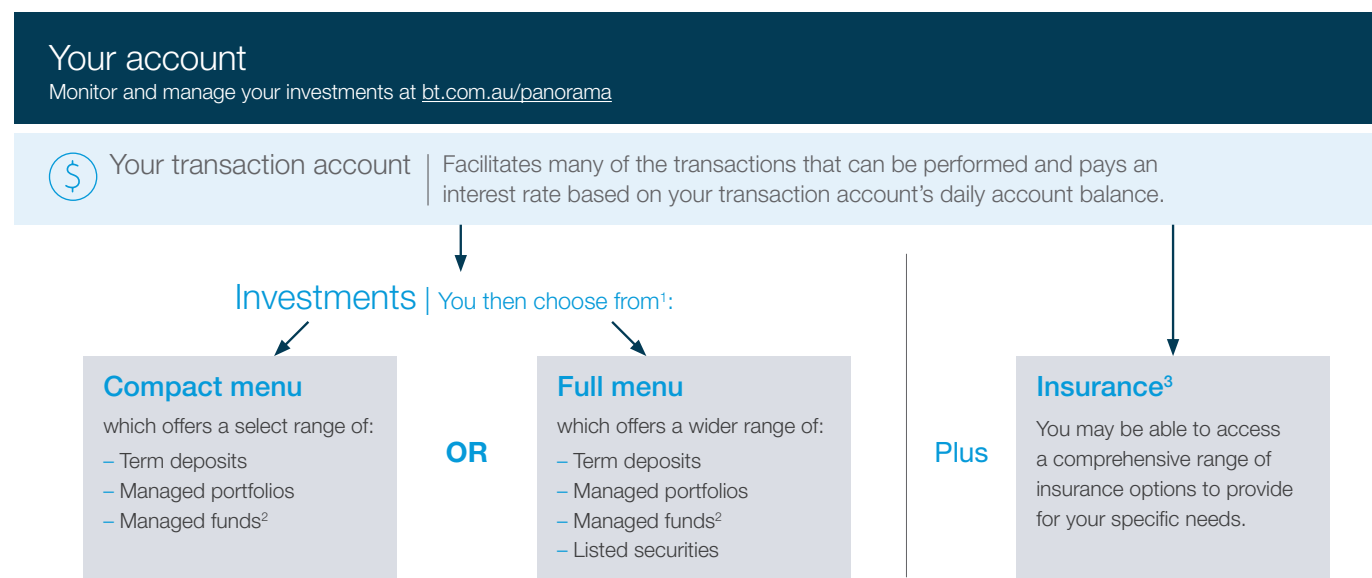 Your account
Monitor and manage your investments at bt.com.au/panorama
$
Your transaction account
Facilitates many of the transactions that can be performed and pays an
interest rate based on your transaction account’s daily account balance.
Investments | You then choose from¹:
Compact menu
which offers a select range of:
– Term deposits
– Managed portfolios
– Managed funds²
OR
Full menu
which offers a wider range of:
– Term deposits
– Managed portfolios
– Managed funds²
– Listed securities
Plus
Insurance³
You may be able to access
a comprehensive range of
insurance options to provide
for your specific needs.